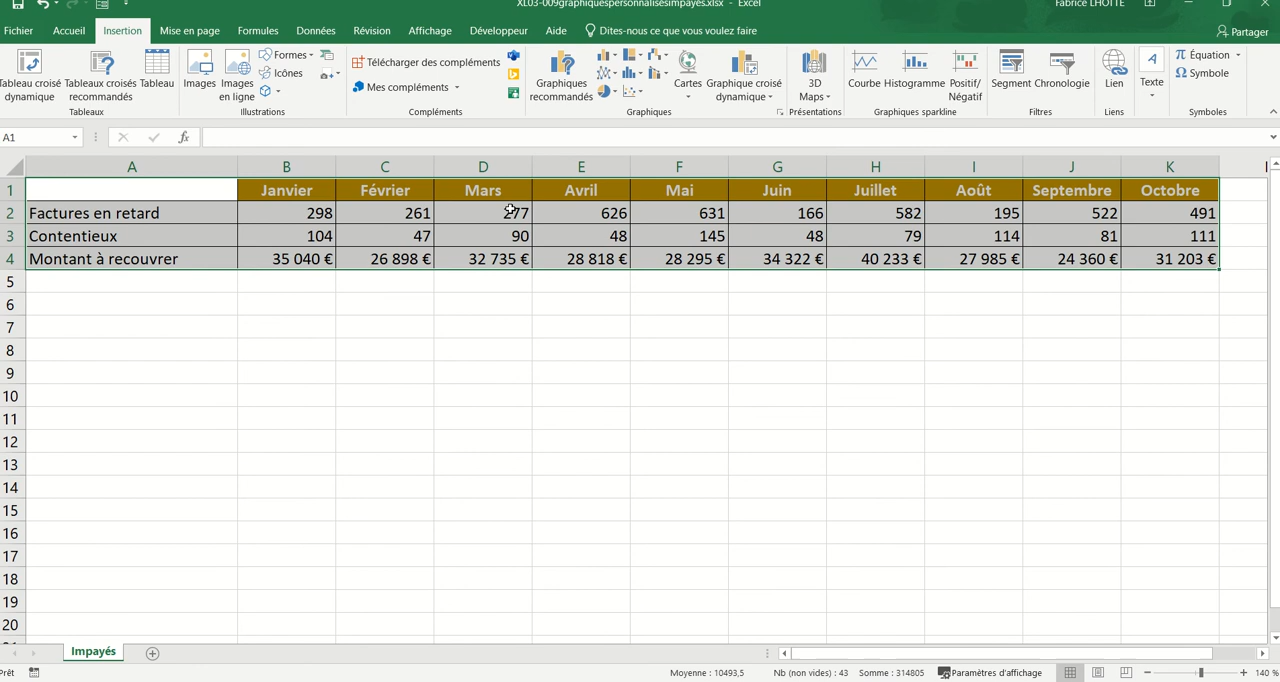 XL03-009graphiquespersonnalisesimpayes.xlsx - Excel
Fabrice LHOTTE
Fichier Accueil Insertion Mise en page Formules Données Révision Affichage Développeur Aide Dites-nous ce que vous voulez faire
Partager
Tableau croisé dynamique
Tableaux croisés recommandés
Tableau
Images
Images en ligne
Formes
Icônes
Télécharger des compléments
Mes compléments
Graphiques recommandés
Cartes
Graphique croisé dynamique
3D Maps
Courbe
Histogramme
Positif/ Négatif
Segment
Chronologie
Lien
Texte
Équation
Symbole
Tableaux Illustrations Compléments Graphiques Présentations Graphiques sparkline Filtres Liens Symboles
A1 fx
A B C D E F G H I J K
1 Janvier Février Mars Avril Mai Juin Juillet Août Septembre Octobre
2 Factures en retard 298 261 277 626 631 166 582 195 522 491
3 Contentieux 104 47 90 48 145 48 79 114 81 111
4 Montant à recouvrer 35 040 € 26 898 € 32 735 € 28 818 € 28 295 € 34 322 € 40 233 € 27 985 € 24 360 € 31 203 €
5
6
7
8
9
10
11
12
13
14
15
16
17
18
19
20
Impayés
Prêt Moyenne : 10493,5 Nb (non vides) : 43 Somme : 314805 Paramètres d'affichage 140 %